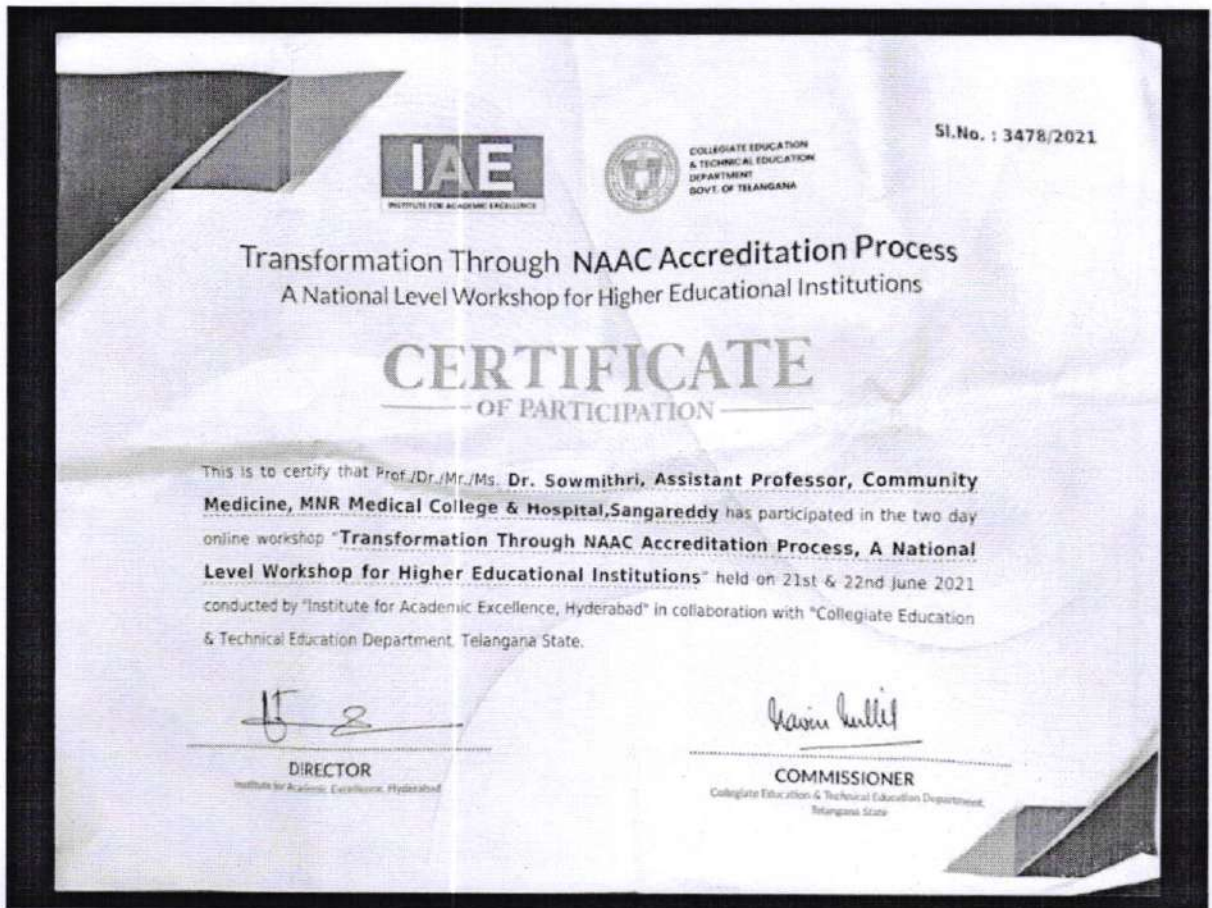 Sl.No. : 3478/2021
IAE
INSTITUTE FOR ACADEMIC EXCELLENCE
COLLEGIATE EDUCATION
& TECHNICAL EDUCATION
DEPARTMENT
GOVT. OF TELANGANA
Transformation Through NAAC Accreditation Process
A National Level Workshop for Higher Educational Institutions
CERTIFICATE
OF PARTICIPATION
This is to certify that Prof./Dr./Mr./Ms. Dr. Sowmithri, Assistant Professor, Community
Medicine, MNR Medical College & Hospital,Sangareddy has participated in the two day
online workshop "Transformation Through NAAC Accreditation Process, A National
Level Workshop for Higher Educational Institutions" held on 21st & 22nd June 2021
conducted by "Institute for Academic Excellence, Hyderabad" in collaboration with "Collegiate Education
& Technical Education Department, Telangana State.
DIRECTOR
Institute for Academic Excellence, Hyderabad
COMMISSIONER
Collegiate Education & Technical Education Department,
Telangana State